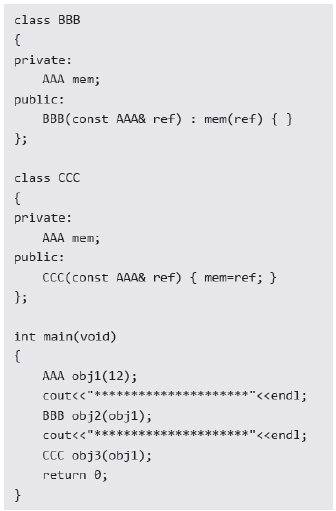 class BBB
{
private:
    AAA mem;
public:
    BBB(const AAA& ref) : mem(ref) { }
};

class CCC
{
private:
    AAA mem;
public:
    CCC(const AAA& ref) { mem=ref; }
};

int main(void)
{
    AAA obj1(12);
    cout<<"*********************"<<endl;
    BBB obj2(obj1);
    cout<<"*********************"<<endl;
    CCC obj3(obj1);
    return 0;
}